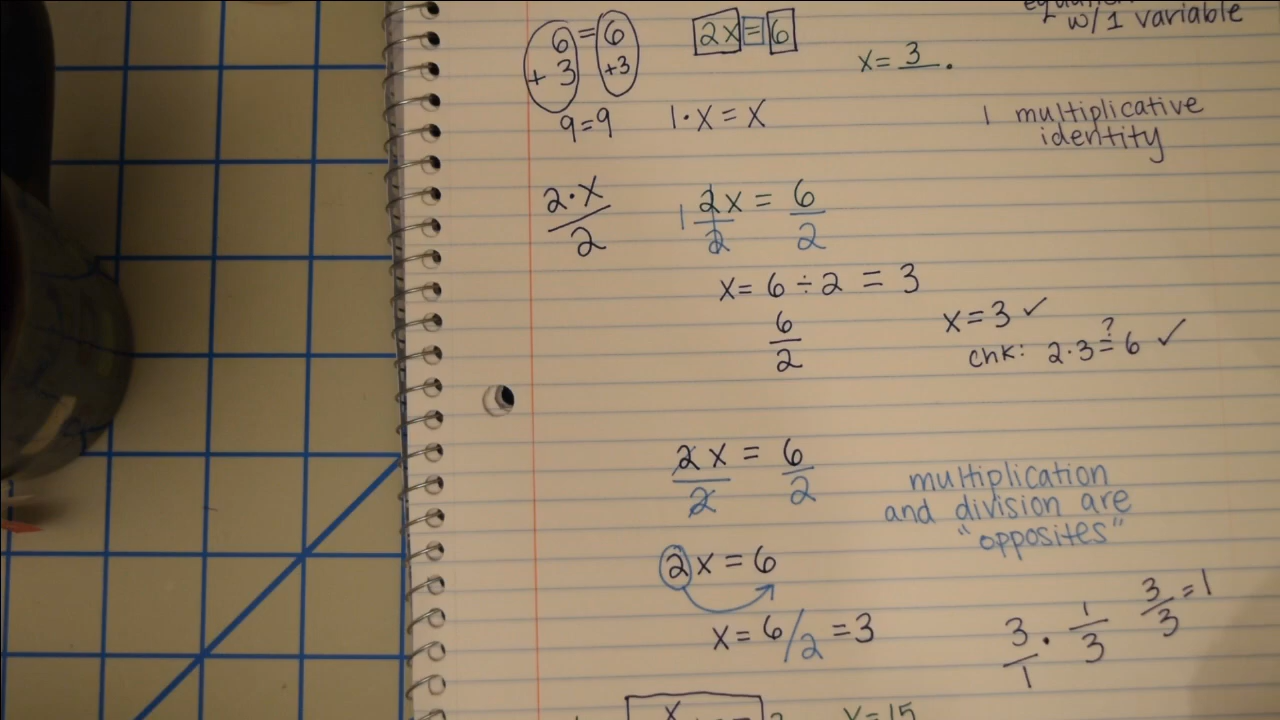 w/1 variable
6 = 6
+ 3 +3
9 = 9
2x = 6
x = 3 .
1 · x = x
1 multiplicative
identity
2 · x
2
1 2x = 6
2 2
x = 6 ÷ 2 = 3
6
2
x = 3 ✓
chk: 2 · 3 ≟ 6 ✓
2x = 6
2 2
multiplication
and division are
"opposites"
2x = 6
x = 6/2 = 3
3 · 1 3 = 1
1 3 3
x
= 15